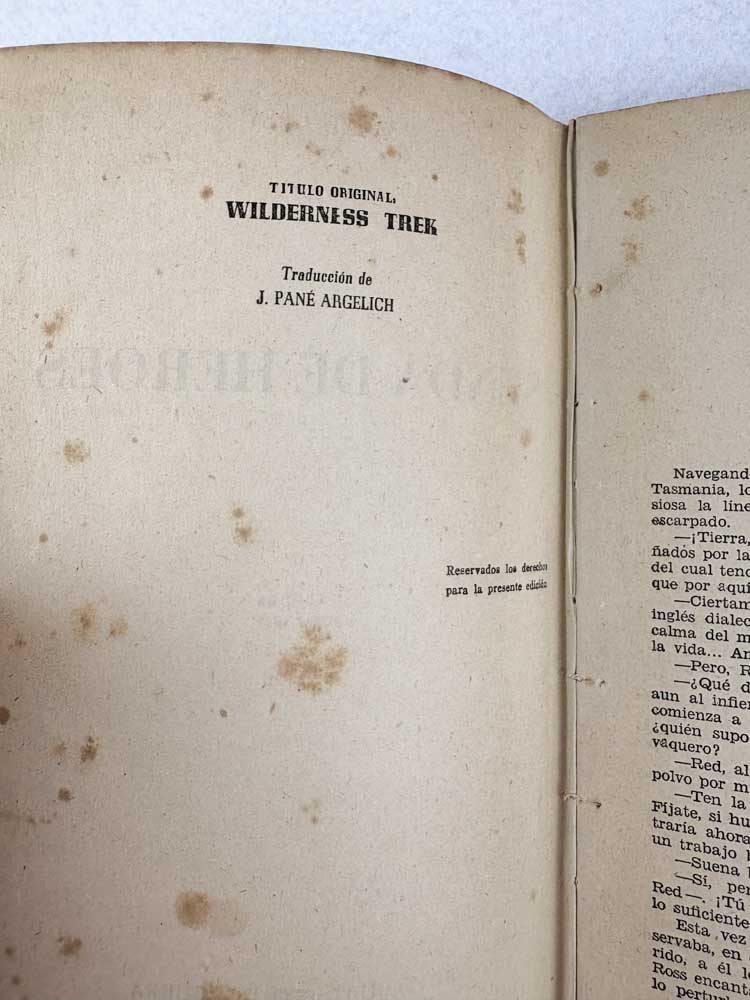 TITULO ORIGINAL,
WILDERNESS TREK
Traducción de
J. PANÉ ARGELICH
DE HEROES
Reservados los derechos
para la presente edición
Navegand
Tasmania, lo
siosa la líne
escarpado.
—¡Tierra,
ñados por la
del cual tend
que por aquí
—Ciertam
inglés dialec
calma del m
la vida... An
—Pero, R
—¿Qué d
aun al infier
comienza a
¿quién supo
vaquero?
—Red, al
polvo por m
—Ten la
Fíjate, si hu
traría ahora
un trabajo
—Suena
—Sí, per
Red—. ¡Tú
lo suficiente
Esta vez
servaba, en
rido, a él l
Ross encant
lo perturb